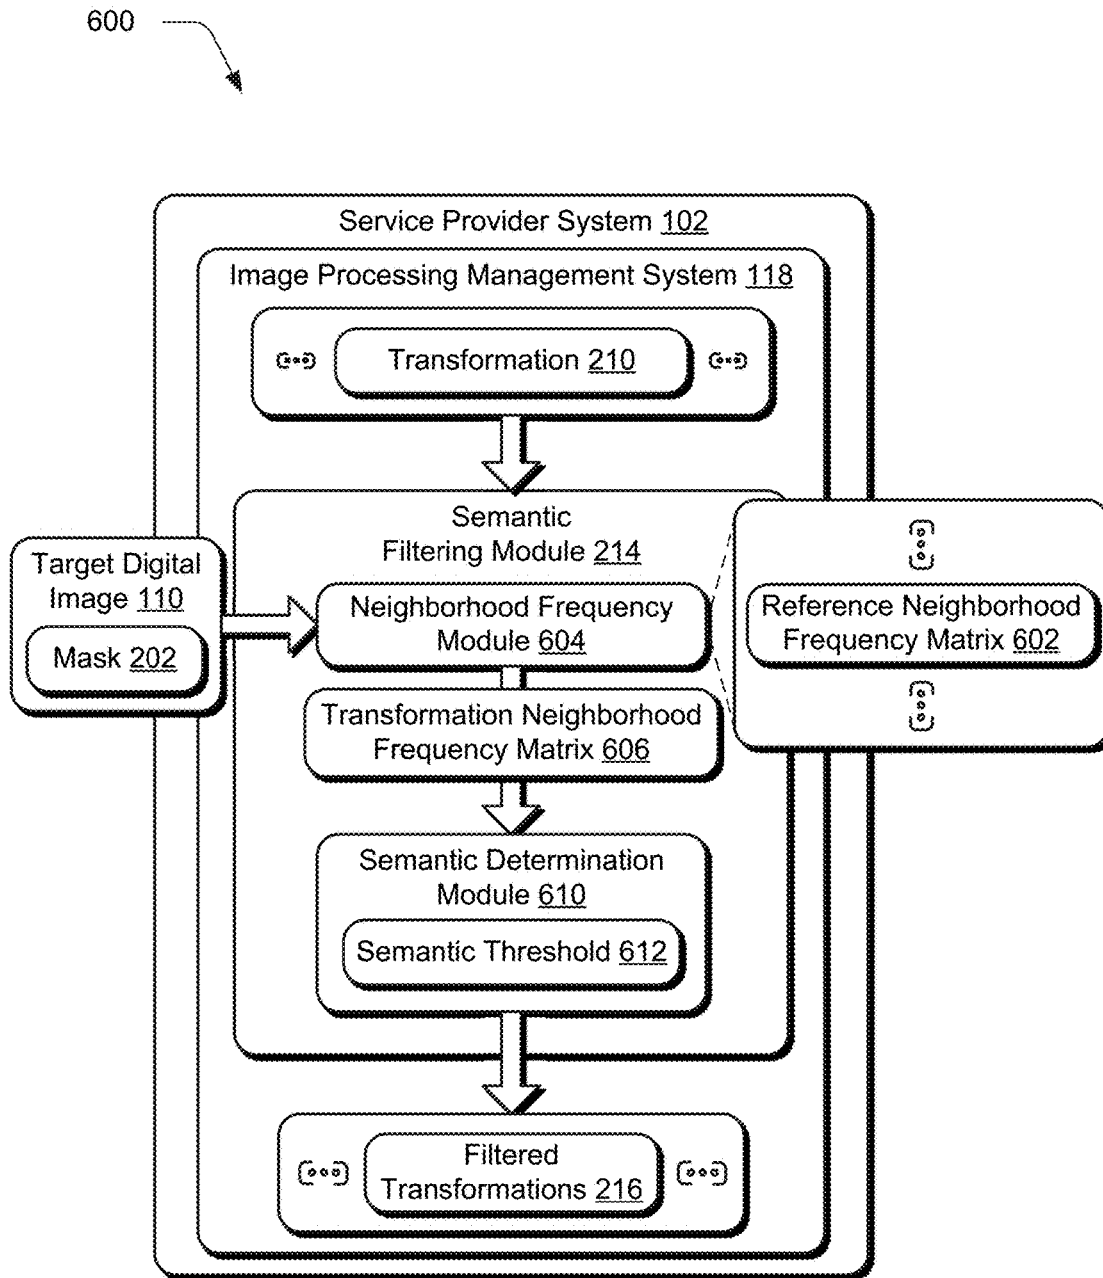 600
Service Provider System 102
Image Processing Management System 118
Transformation 210
Semantic
Filtering Module 214
Target Digital
Image 110
Mask 202
Neighborhood Frequency
Module 604
Reference Neighborhood
Frequency Matrix 602
Transformation Neighborhood
Frequency Matrix 606
Semantic Determination
Module 610
Semantic Threshold 612
Filtered
Transformations 216